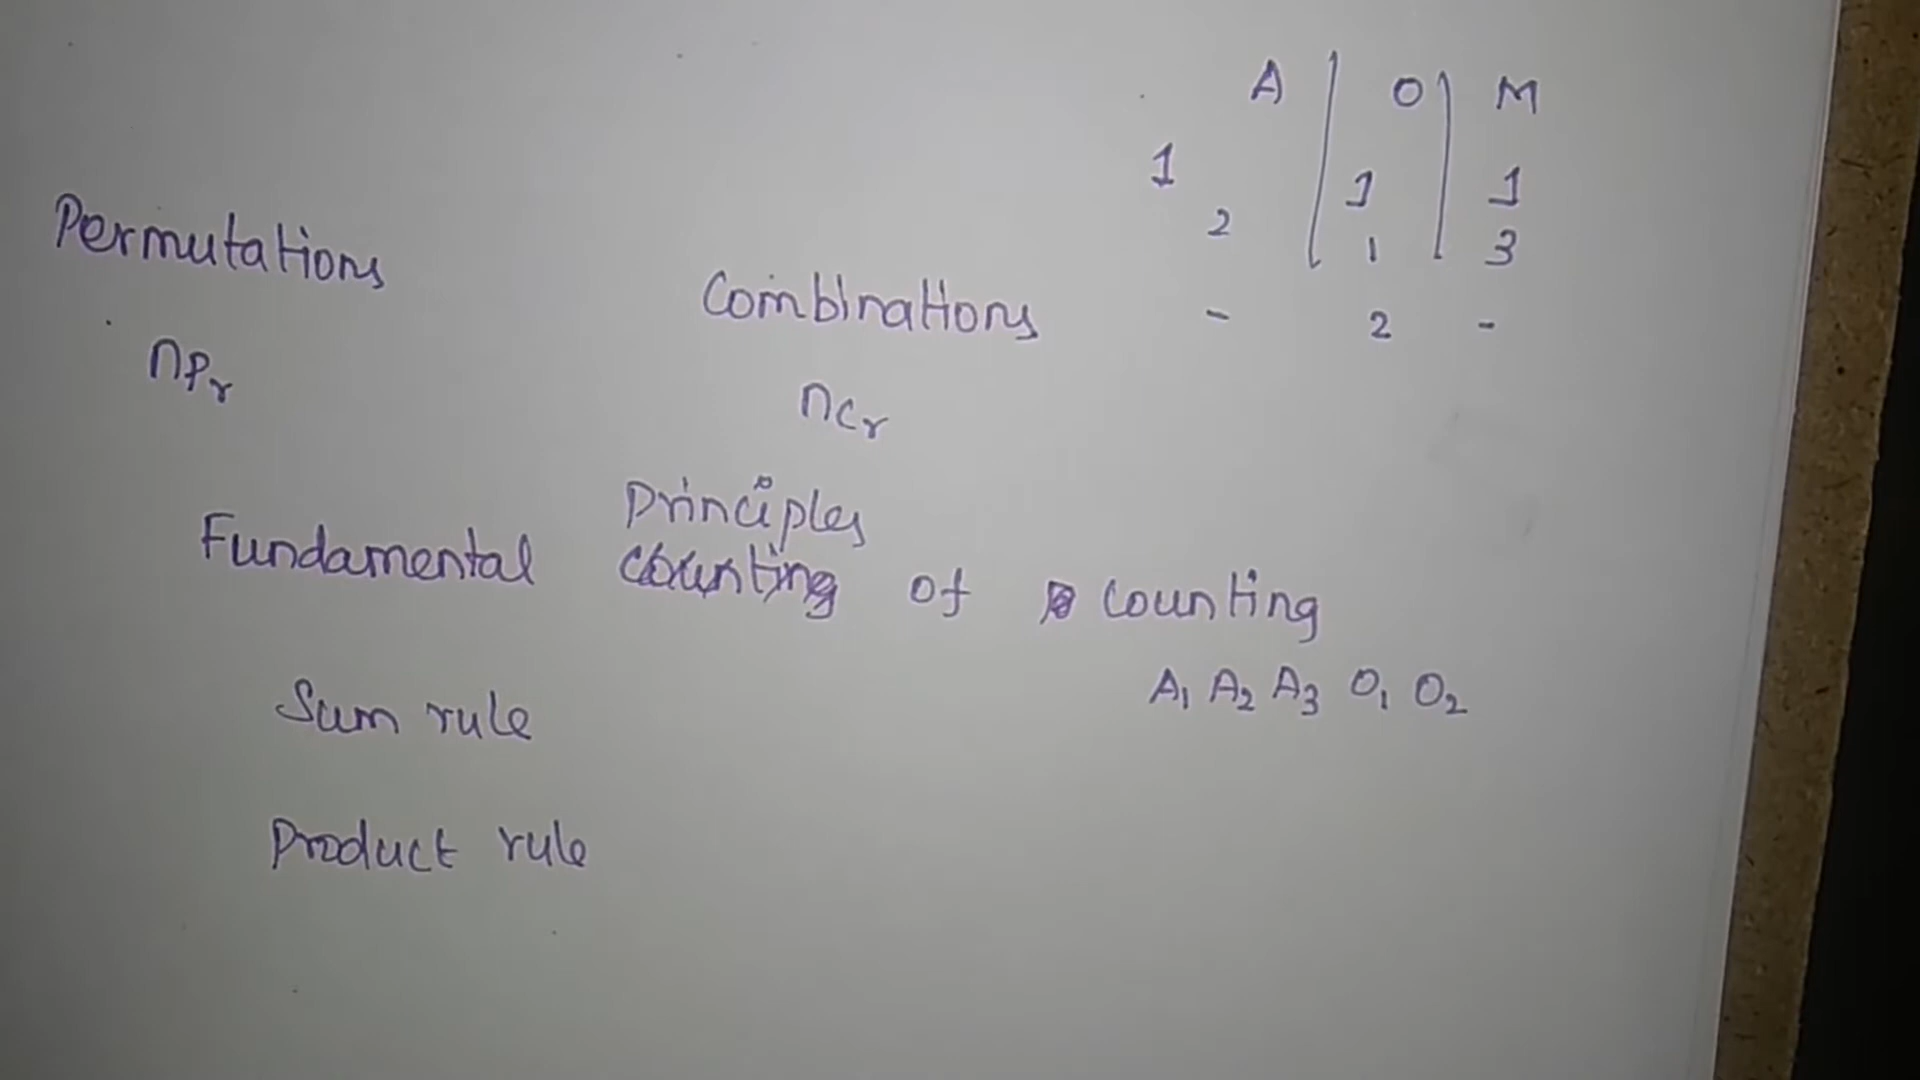 A | O | M
1 1 1
2 1 3
- 2 -
Permutations
Combinations
nPr
nCr
Principles
Fundamental counting of counting
A1 A2 A3 O1 O2
Sum rule
Product rule